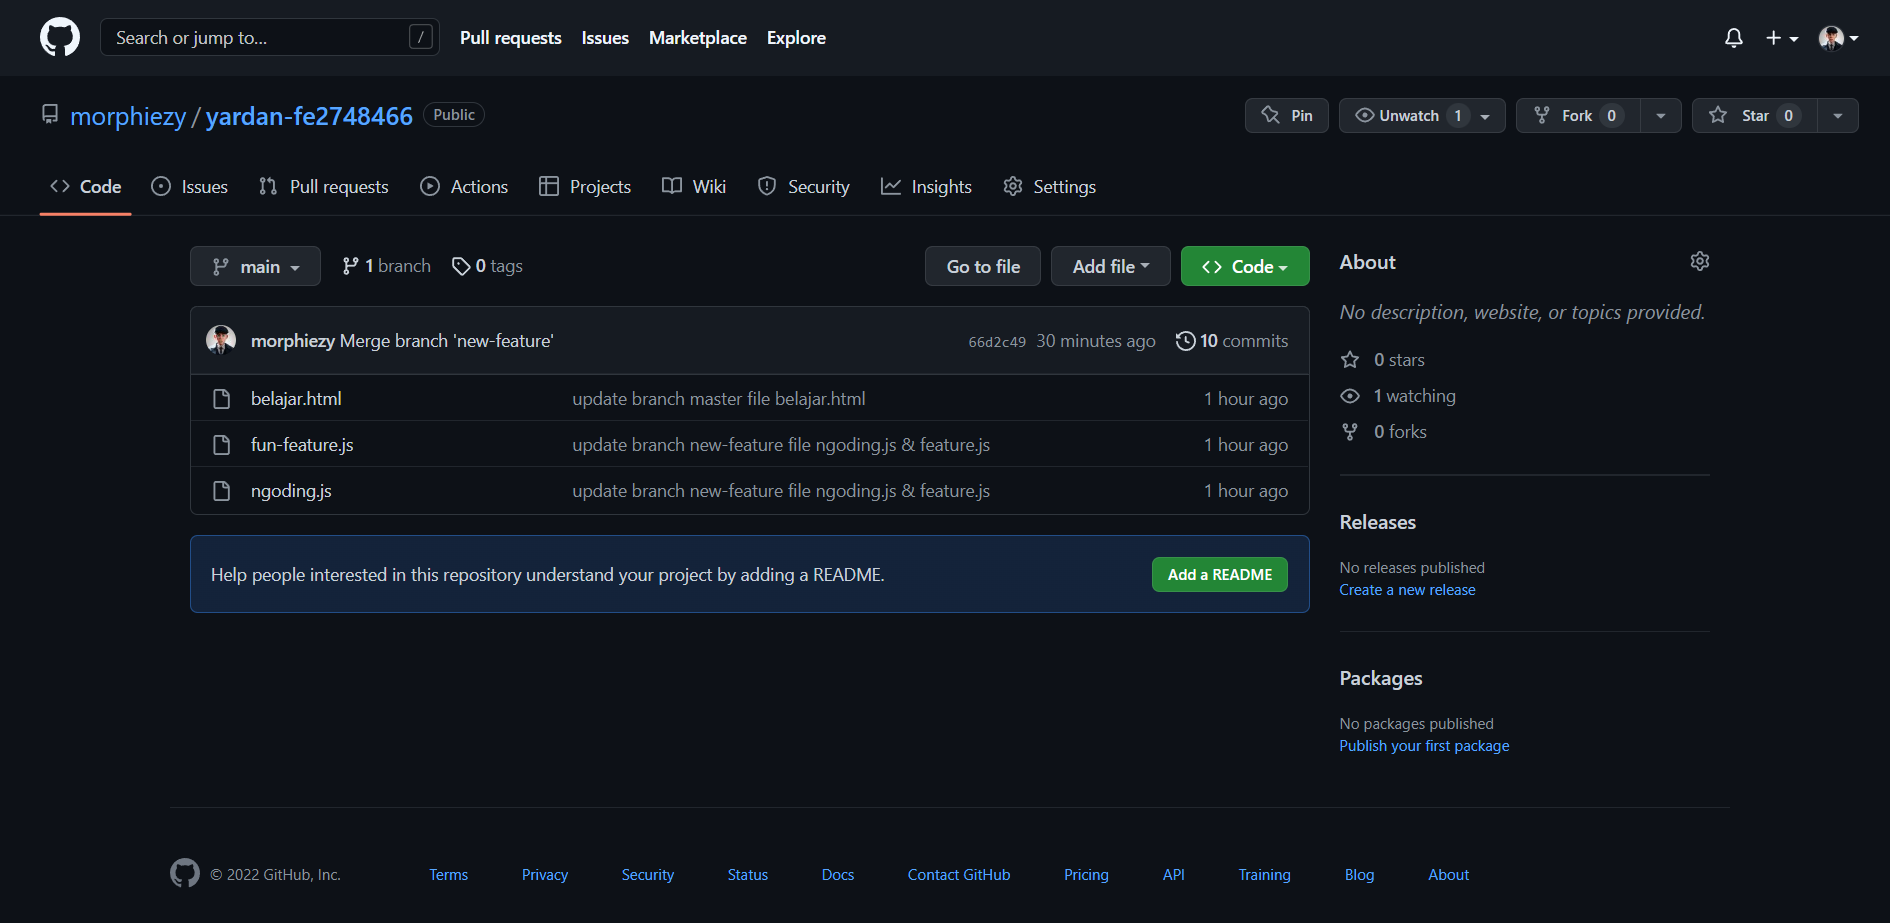 Search or jump to... /
Pull requests Issues Marketplace Explore
morphiezy / yardan-fe2748466 Public
Pin Unwatch 1 Fork 0 Star 0
Code Issues Pull requests Actions Projects Wiki Security Insights Settings
main 1 branch 0 tags Go to file Add file Code
morphiezy Merge branch 'new-feature' 66d2c49 30 minutes ago 10 commits
belajar.html update branch master file belajar.html 1 hour ago
fun-feature.js update branch new-feature file ngoding.js & feature.js 1 hour ago
ngoding.js update branch new-feature file ngoding.js & feature.js 1 hour ago
Help people interested in this repository understand your project by adding a README. Add a README
About
No description, website, or topics provided.
0 stars
1 watching
0 forks
Releases
No releases published
Create a new release
Packages
No packages published
Publish your first package
© 2022 GitHub, Inc. Terms Privacy Security Status Docs Contact GitHub Pricing API Training Blog About